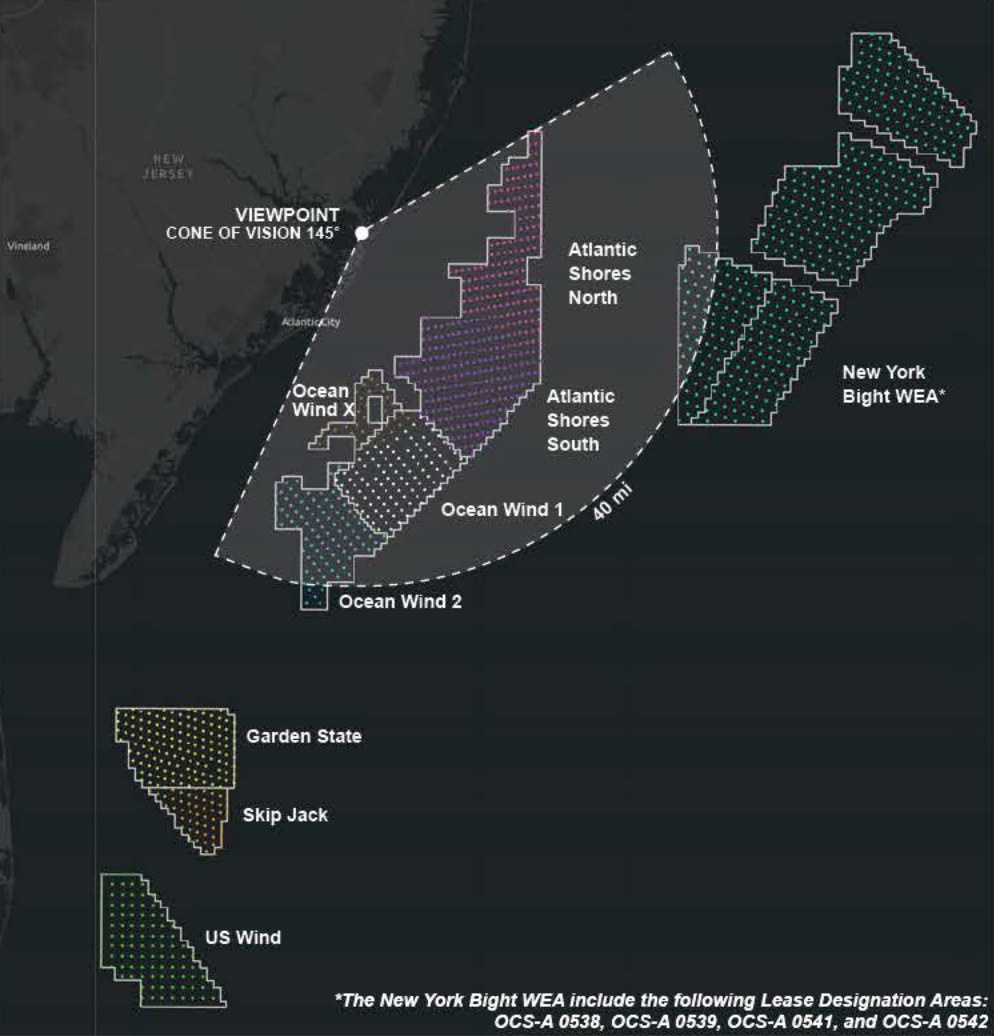 NEW
JERSEY
VIEWPOINT
CONE OF VISION 145°
Vineland
Atlantic
Shores
North
AtlanticCity
New York
Bight WEA*
Ocean
Wind X
Atlantic
Shores
South
40 mi
Ocean Wind 1
Ocean Wind 2
Garden State
Skip Jack
US Wind
*The New York Bight WEA include the following Lease Designation Areas:
OCS-A 0538, OCS-A 0539, OCS-A 0541, and OCS-A 0542